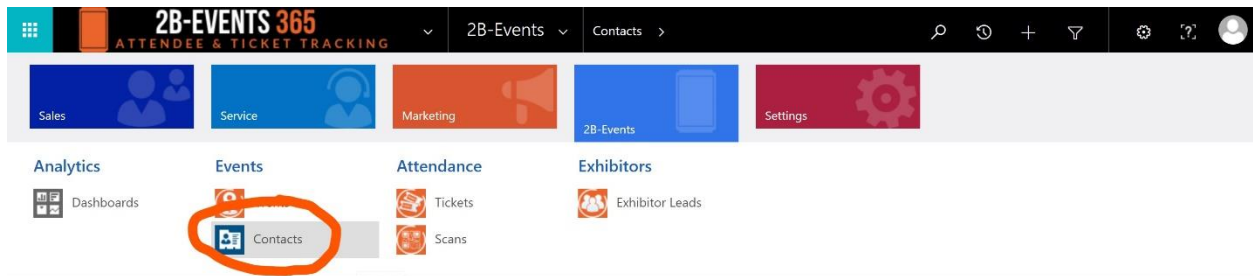 2B-EVENTS 365
ATTENDEE & TICKET TRACKING
2B-Events
Contacts >
[?]
Sales
Service
Marketing
2B-Events
Settings
Analytics
Events
Attendance
Exhibitors
Dashboards
Tickets
Exhibitor Leads
Contacts
Scans